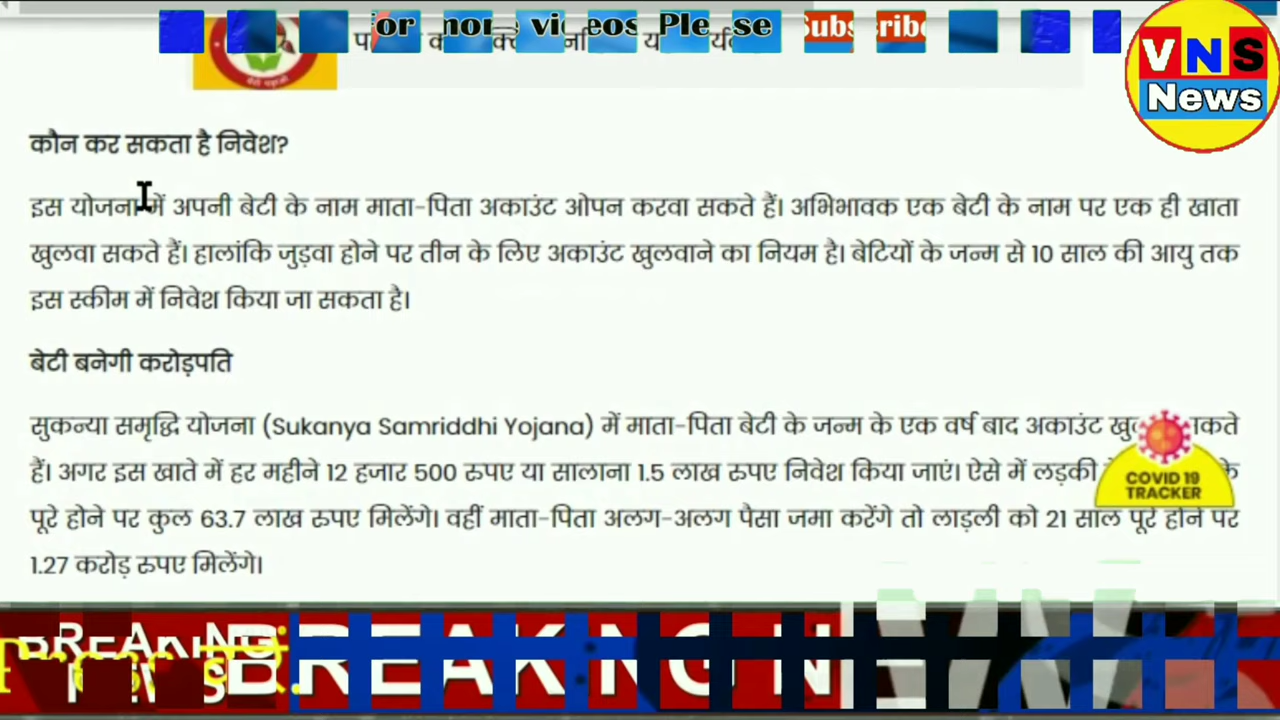 For more videos Please Subscribe
VNS
News
कौन कर सकता है निवेश?
इस योजना में अपनी बेटी के नाम माता-पिता अकाउंट ओपन करवा सकते हैं। अभिभावक एक बेटी के नाम पर एक ही खाता
खुलवा सकते हैं। हालांकि जुड़वा होने पर तीन के लिए अकाउंट खुलवाने का नियम है। बेटियों के जन्म से 10 साल की आयु तक
इस स्कीम में निवेश किया जा सकता है।
बेटी बनेगी करोड़पति
सुकन्या समृद्धि योजना (Sukanya Samriddhi Yojana) में माता-पिता बेटी के जन्म के एक वर्ष बाद अकाउंट
हैं। अगर इस खाते में हर महीने 12 हजार 500 रुपए या सालाना 1.5 लाख रुपए निवेश किया जाएं। ऐसे में लड़की के
पूरे होने पर कुल 63.7 लाख रुपए मिलेंगे। वहीं माता-पिता अलग-अलग पैसा जमा करेंगे तो लाड़ली को 21 साल पूरे होने पर
1.27 करोड़ रुपए मिलेंगे।
COVID 19
TRACKER
BREAKING
NEWS
BREAKING N